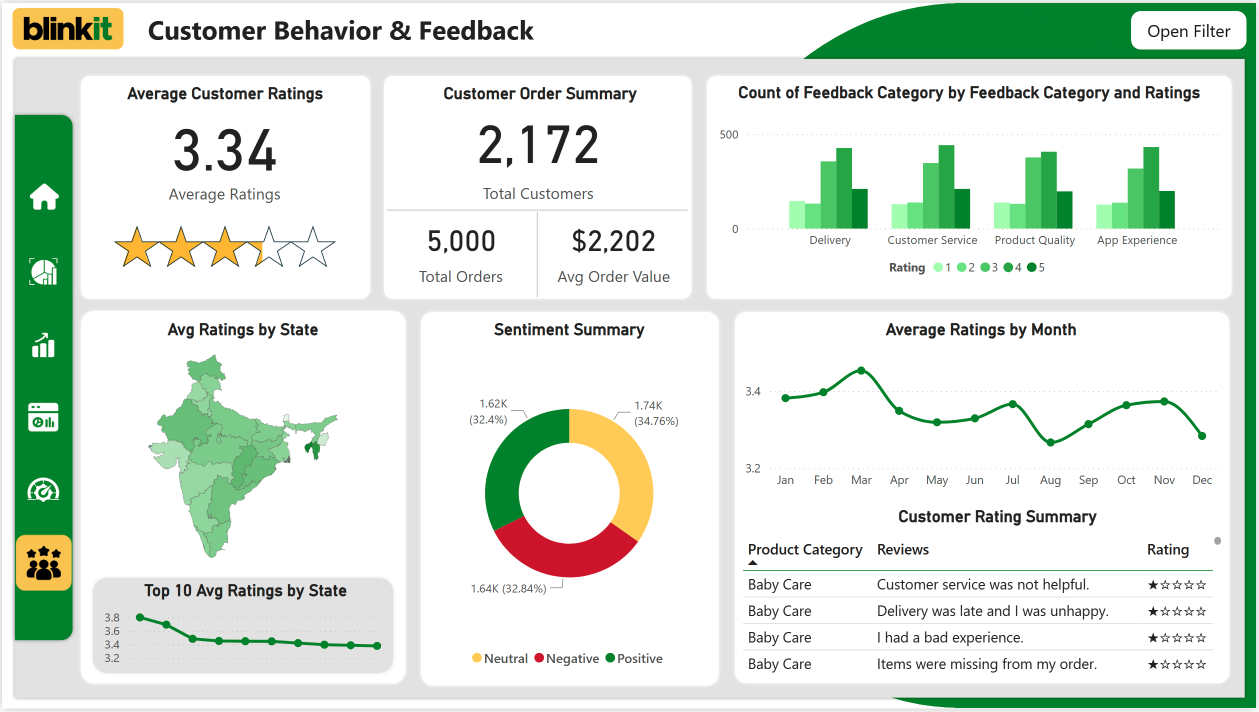 blinkit
Customer Behavior & Feedback
Open Filter
Average Customer Ratings
3.34
Average Ratings
Customer Order Summary
2,172
Total Customers
5,000
Total Orders
$2,202
Avg Order Value
Count of Feedback Category by Feedback Category and Ratings
500
0
Delivery Customer Service Product Quality App Experience
Rating 1 2 3 4 5
Avg Ratings by State
Top 10 Avg Ratings by State
3.8
3.6
3.4
3.2
Sentiment Summary
1.62K
(32.4%)
1.74K
(34.76%)
1.64K (32.84%)
Neutral Negative Positive
Average Ratings by Month
3.4
3.2
Jan Feb Mar Apr May Jun Jul Aug Sep Oct Nov Dec
Customer Rating Summary
Product Category Reviews Rating
Baby Care Customer service was not helpful. ★☆☆☆☆
Baby Care Delivery was late and I was unhappy. ★☆☆☆☆
Baby Care I had a bad experience. ★☆☆☆☆
Baby Care Items were missing from my order. ★☆☆☆☆